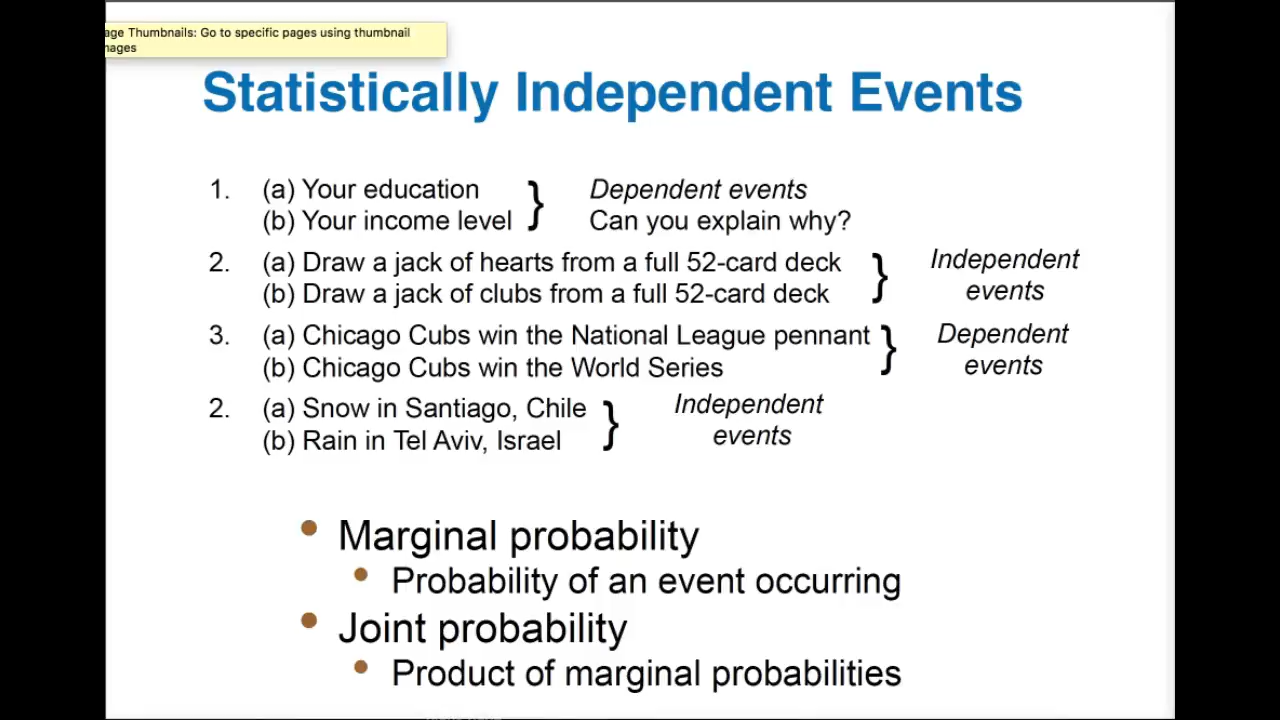 age Thumbnails: Go to specific pages using thumbnail
mages
Statistically Independent Events
1. (a) Your education } Dependent events
(b) Your income level Can you explain why?
2. (a) Draw a jack of hearts from a full 52-card deck } Independent
(b) Draw a jack of clubs from a full 52-card deck events
3. (a) Chicago Cubs win the National League pennant } Dependent
(b) Chicago Cubs win the World Series events
2. (a) Snow in Santiago, Chile } Independent
(b) Rain in Tel Aviv, Israel events
• Marginal probability
• Probability of an event occurring
• Joint probability
• Product of marginal probabilities